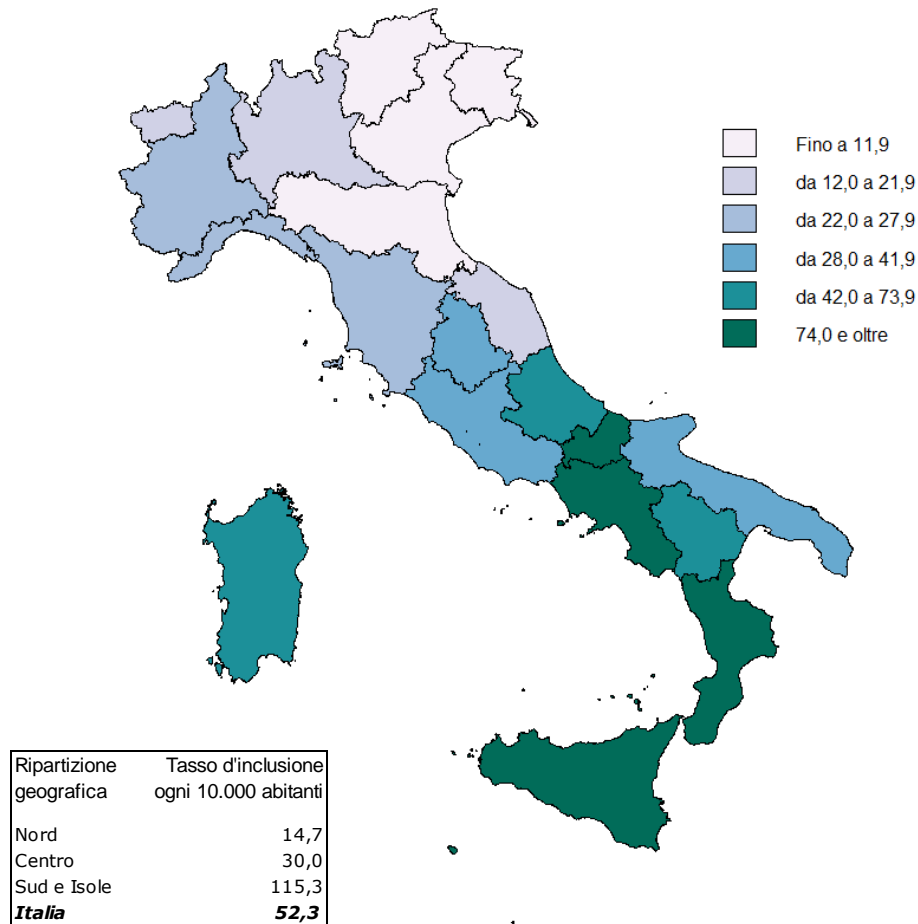 Fino a 11,9
da 12,0 a 21,9
da 22,0 a 27,9
da 28,0 a 41,9
da 42,0 a 73,9
74,0 e oltre
Ripartizione Tasso d'inclusione
geografica ogni 10.000 abitanti
Nord 14,7
Centro 30,0
Sud e Isole 115,3
Italia 52,3